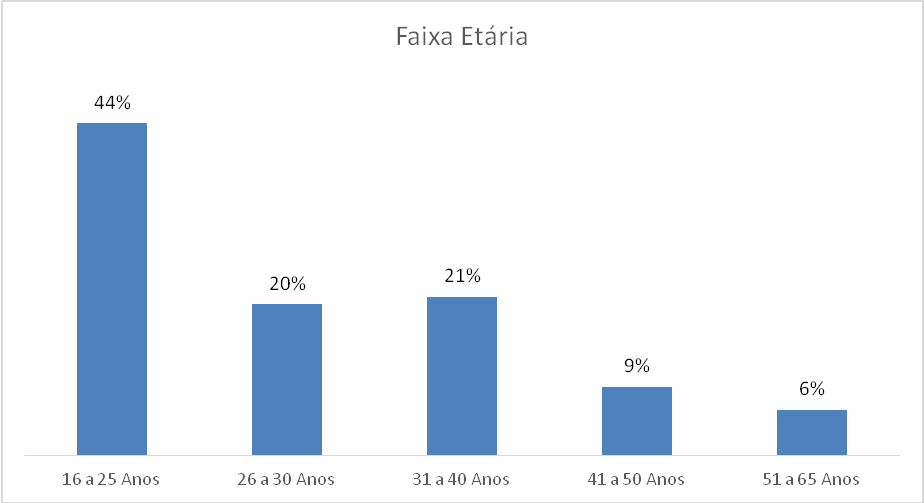 Faixa Etária
44%
20%
21%
9%
6%
16 a 25 Anos
26 a 30 Anos
31 a 40 Anos
41 a 50 Anos
51 a 65 Anos